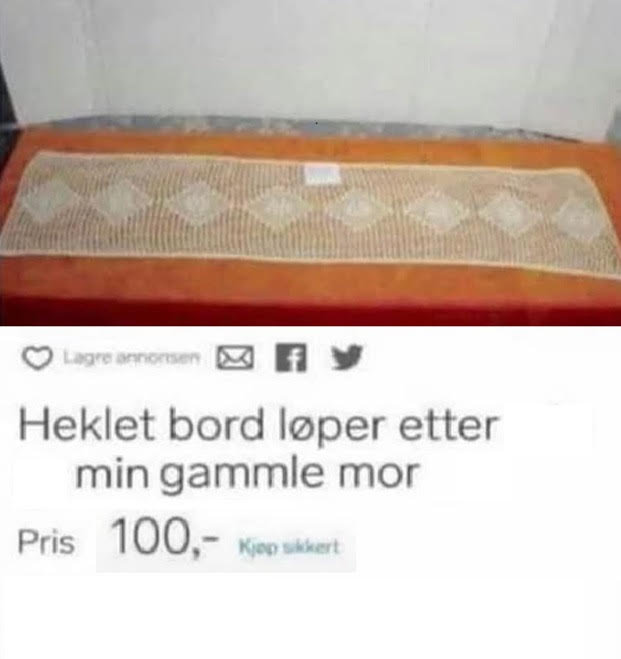 Lagre annonsen
Heklet bord løper etter
min gammle mor
Pris 100,- Kjøp sikkert